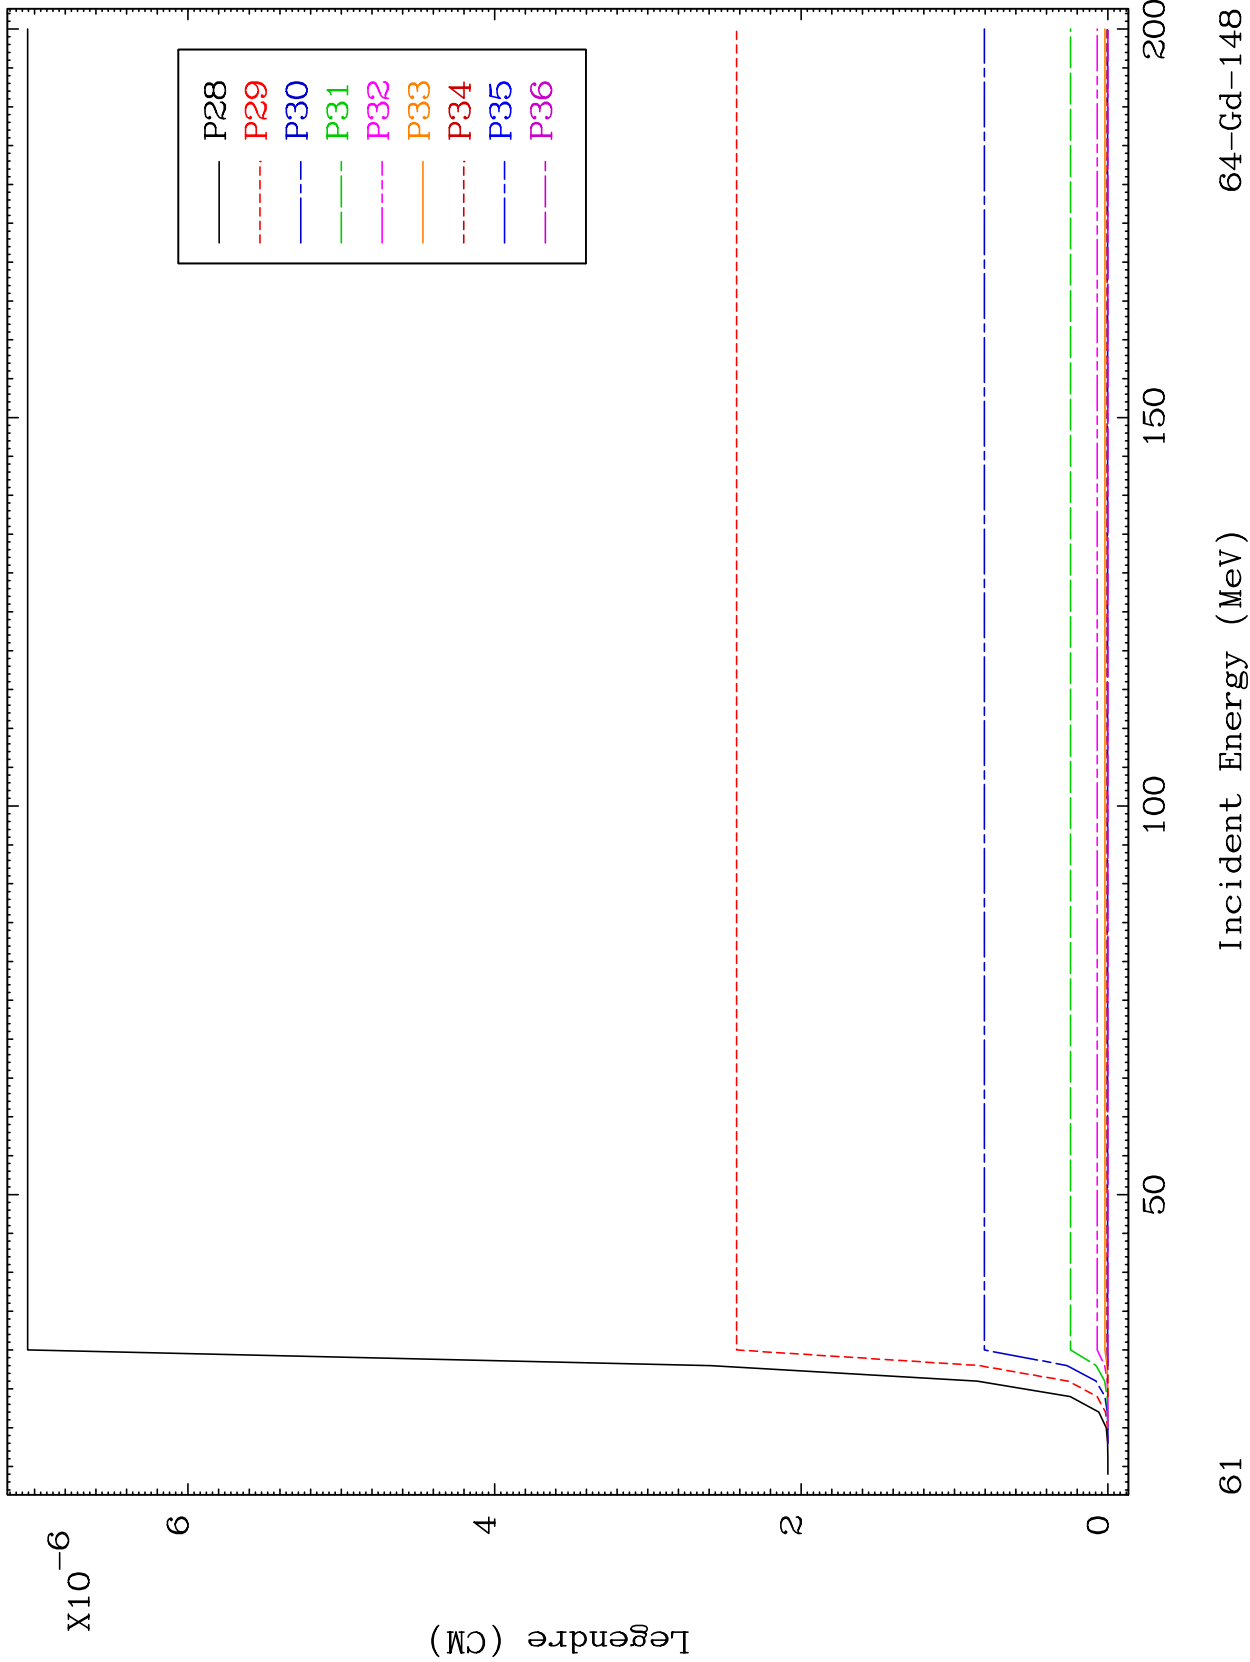 X10-6
Legendre (CM)
6
4
2
0
P28
P29
P30
P31
P32
P33
P34
P35
P36
50
100
150
200
Incident Energy (MeV)
61
64-Gd-148